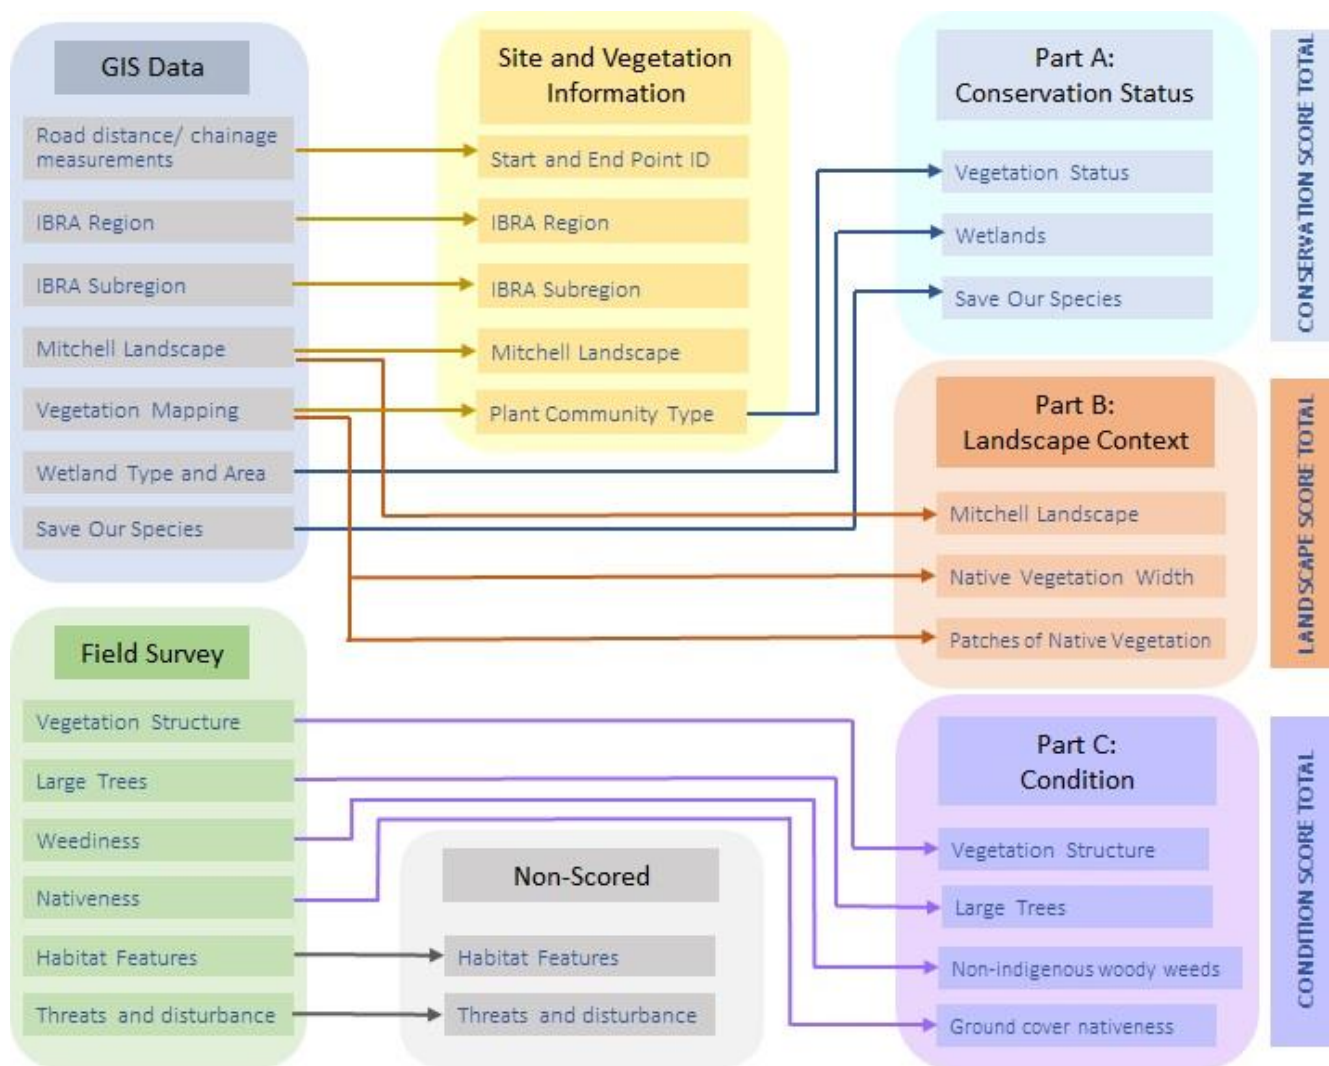 GIS Data
Road distance/ chainage
measurements
IBRA Region
IBRA Subregion
Mitchell Landscape
Vegetation Mapping
Wetland Type and Area
Save Our Species
Site and Vegetation
Information
Start and End Point ID
IBRA Region
IBRA Subregion
Mitchell Landscape
Plant Community Type
Part A:
Conservation Status
Vegetation Status
Wetlands
Save Our Species
CONSERVATION SCORE TOTAL
Part B:
Landscape Context
Mitchell Landscape
Native Vegetation Width
Patches of Native Vegetation
LANDSCAPE SCORE TOTAL
Field Survey
Vegetation Structure
Large Trees
Weediness
Nativeness
Habitat Features
Threats and disturbance
Non-Scored
Habitat Features
Threats and disturbance
Part C:
Condition
Vegetation Structure
Large Trees
Non-indigenous woody weeds
Ground cover nativeness
CONDITION SCORE TOTAL